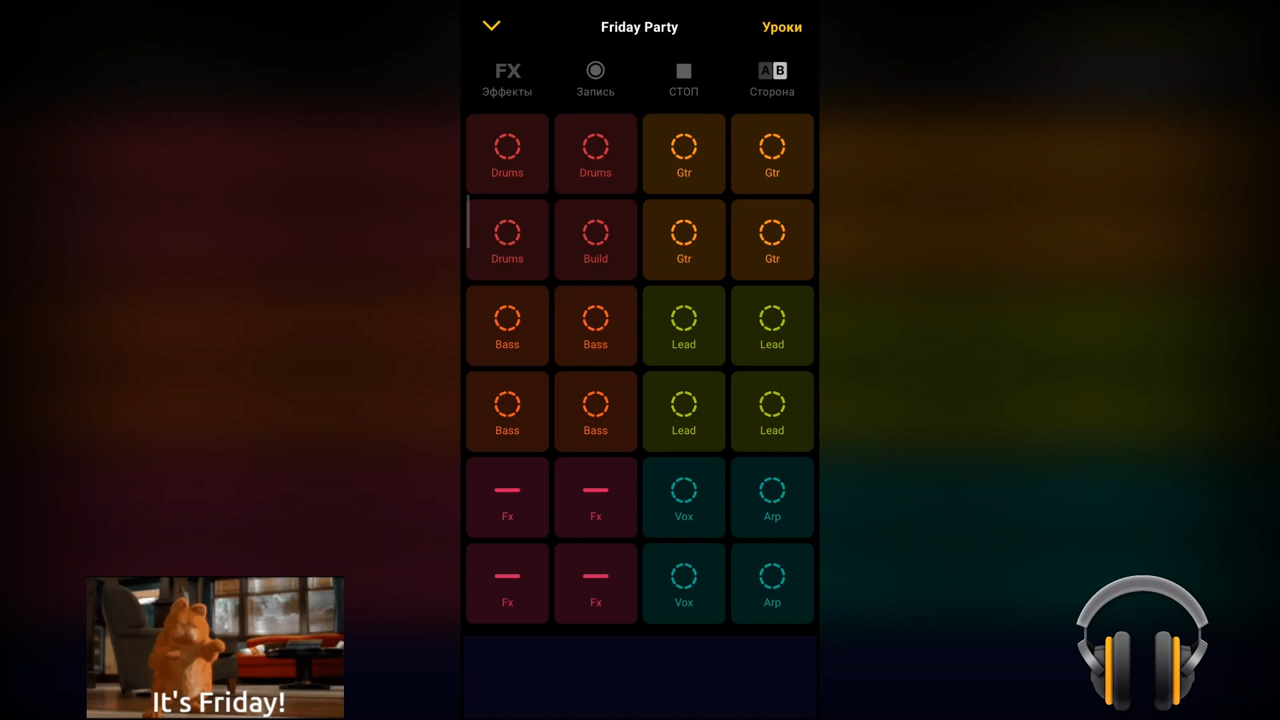 Friday Party
Уроки
FX
A B
Эффекты
Запись
СТОП
Сторона
Drums
Drums
Gtr
Gtr
Drums
Build
Gtr
Gtr
Bass
Bass
Lead
Lead
Bass
Bass
Lead
Lead
Fx
Fx
Vox
Arp
Fx
Fx
Vox
Arp
It's Friday!